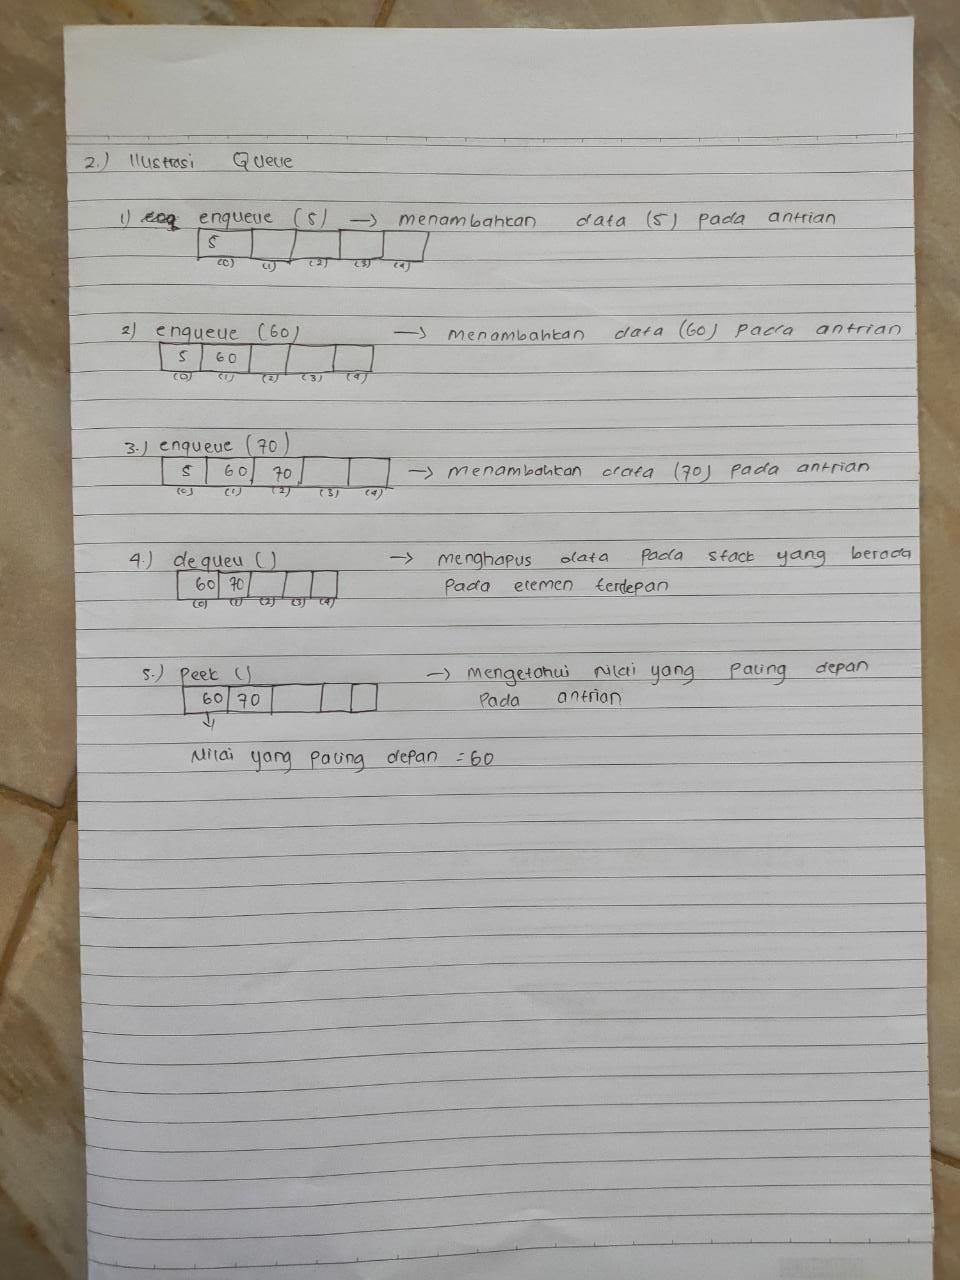 2.) Ilustrasi Queue
1) enqueue (5) → menambahkan data (5) pada antrian
5
(0) (1) (2) (3) (4)
2) enqueue (60) → menambahkan data (60) pada antrian
5 60
(0) (1) (2) (3) (4)
3.) enqueue (70)
5 60 70 → menambahkan data (70) pada antrian
(0) (1) (2) (3) (4)
4.) dequeu () → menghapus data pada stack yang berada
60 70 pada elemen terdepan
(0) (1) (2) (3) (4)
5.) Peek () → mengetahui nilai yang paling depan
60 70 pada antrian
Nilai yang paling depan = 60